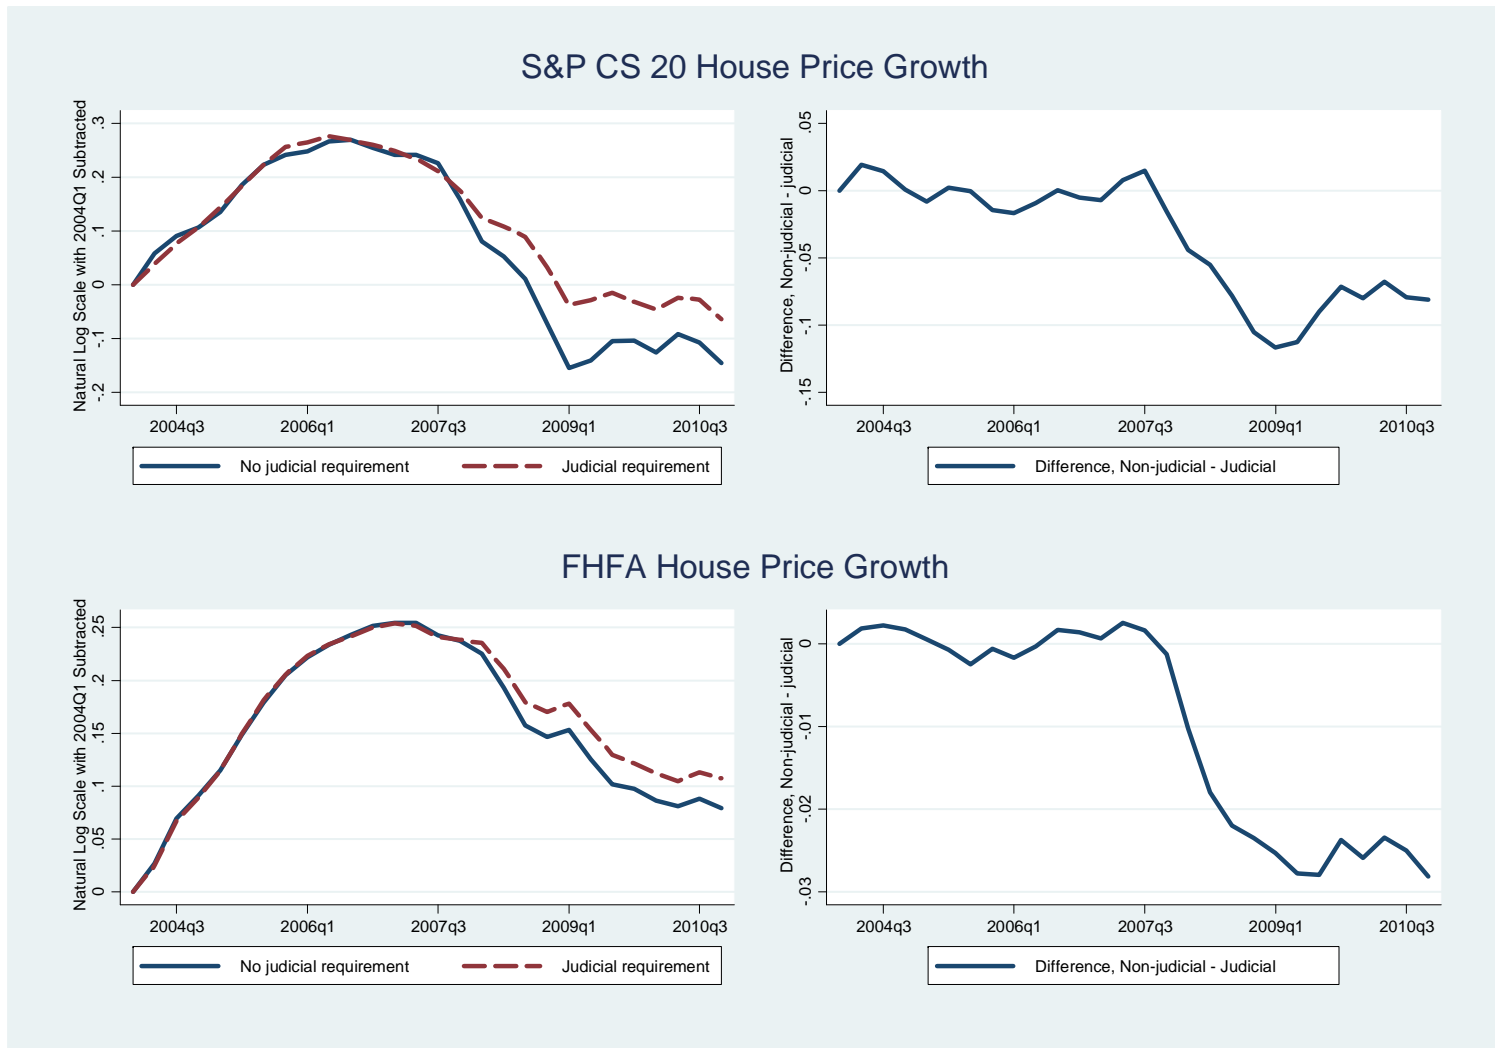 S&P CS 20 House Price Growth
Natural Log Scale with 2004Q1 Subtracted
.3
.2
.1
0
-.1
-.2
2004q3 2006q1 2007q3 2009q1 2010q3
No judicial requirement Judicial requirement
Difference, Non-judicial - judicial
.05
0
-.05
-.1
-.15
2004q3 2006q1 2007q3 2009q1 2010q3
Difference, Non-judicial - Judicial
FHFA House Price Growth
Natural Log Scale with 2004Q1 Subtracted
.25
.2
.15
.1
.05
0
2004q3 2006q1 2007q3 2009q1 2010q3
No judicial requirement Judicial requirement
Difference, Non-judicial - judicial
0
-.01
-.02
-.03
2004q3 2006q1 2007q3 2009q1 2010q3
Difference, Non-judicial - Judicial